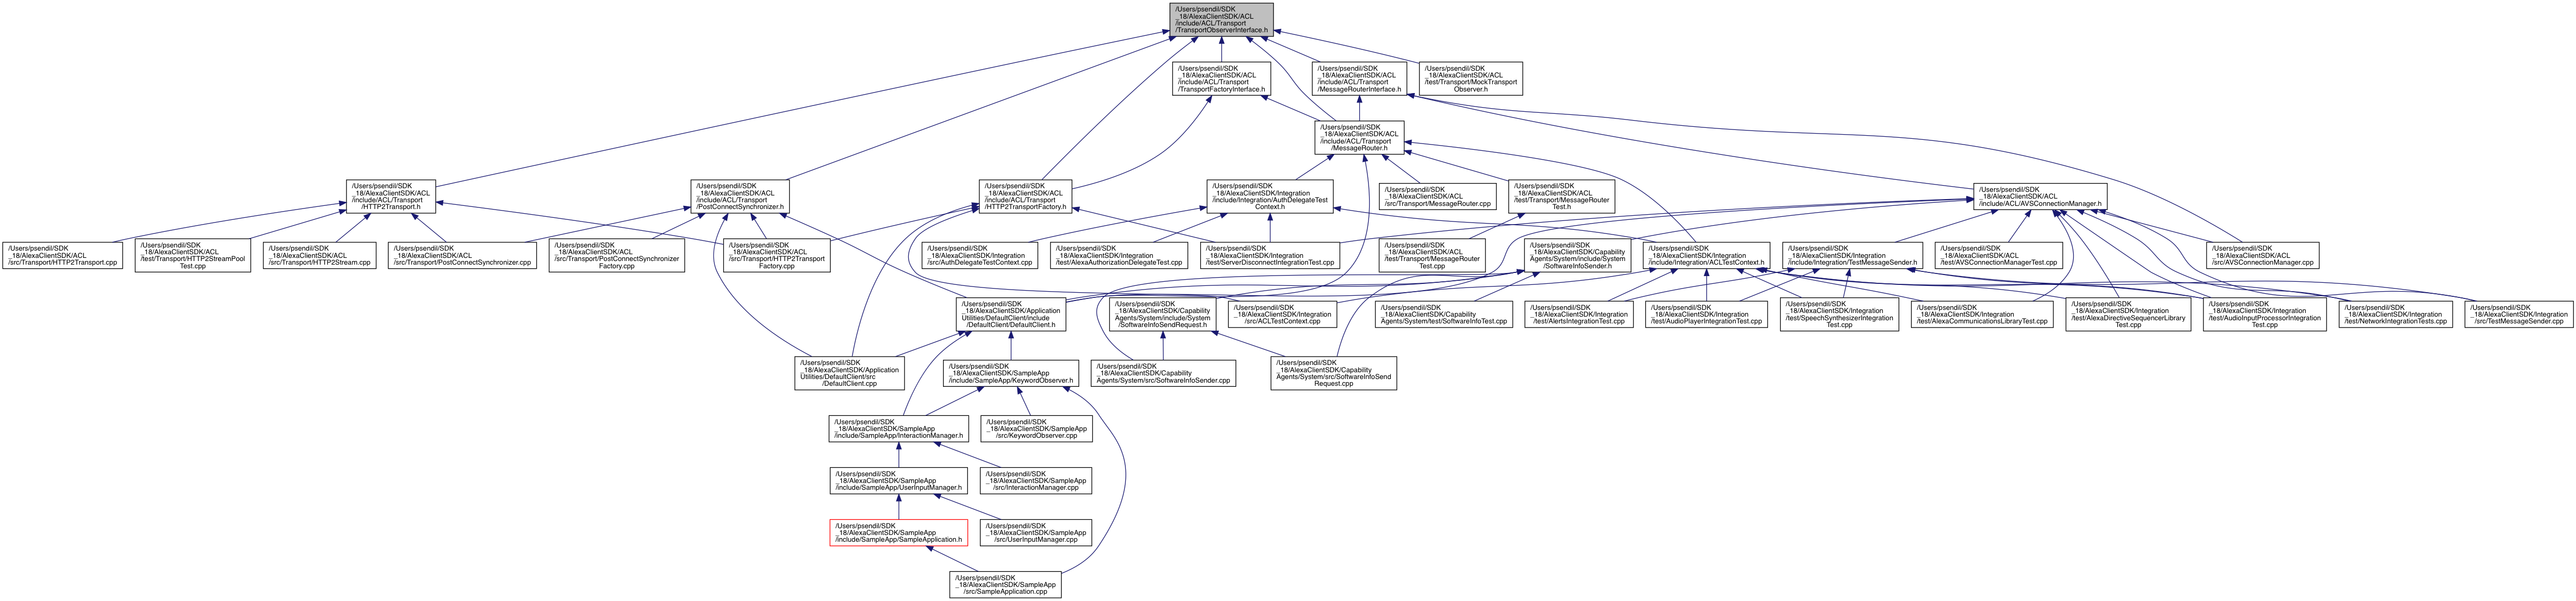 /Users/psendil/SDK
_18/AlexaClientSDK/ACL
/include/ACL/Transport
/TransportObserverInterface.h
/Users/psendil/SDK
_18/AlexaClientSDK/ACL
/include/ACL/Transport
/TransportFactoryInterface.h
/Users/psendil/SDK
_18/AlexaClientSDK/ACL
/include/ACL/Transport
/MessageRouterInterface.h
/Users/psendil/SDK
_18/AlexaClientSDK/ACL
/test/Transport/MockTransport
Observer.h
/Users/psendil/SDK
_18/AlexaClientSDK/ACL
/include/ACL/Transport
/MessageRouter.h
/Users/psendil/SDK
_18/AlexaClientSDK/ACL
/include/ACL/Transport
/HTTP2Transport.h
/Users/psendil/SDK
_18/AlexaClientSDK/ACL
/include/ACL/Transport
/PostConnectSynchronizer.h
/Users/psendil/SDK
_18/AlexaClientSDK/ACL
/include/ACL/Transport
/HTTP2TransportFactory.h
/Users/psendil/SDK
_18/AlexaClientSDK/Integration
/include/Integration/AuthDelegateTest
Context.h
/Users/psendil/SDK
_18/AlexaClientSDK/ACL
/src/Transport/MessageRouter.cpp
/Users/psendil/SDK
_18/AlexaClientSDK/ACL
/test/Transport/MessageRouter
Test.h
/Users/psendil/SDK
_18/AlexaClientSDK/ACL
/include/ACL/AVSConnectionManager.h
/Users/psendil/SDK
_18/AlexaClientSDK/ACL
/src/Transport/HTTP2Transport.cpp
/Users/psendil/SDK
_18/AlexaClientSDK/ACL
/test/Transport/HTTP2StreamPool
Test.cpp
/Users/psendil/SDK
_18/AlexaClientSDK/ACL
/src/Transport/HTTP2Stream.cpp
/Users/psendil/SDK
_18/AlexaClientSDK/ACL
/src/Transport/PostConnectSynchronizer.cpp
/Users/psendil/SDK
_18/AlexaClientSDK/ACL
/src/Transport/PostConnectSynchronizer
Factory.cpp
/Users/psendil/SDK
_18/AlexaClientSDK/ACL
/src/Transport/HTTP2Transport
Factory.cpp
/Users/psendil/SDK
_18/AlexaClientSDK/Integration
/src/AuthDelegateTestContext.cpp
/Users/psendil/SDK
_18/AlexaClientSDK/Integration
/test/AlexaAuthorizationDelegateTest.cpp
/Users/psendil/SDK
_18/AlexaClientSDK/Integration
/test/ServerDisconnectIntegrationTest.cpp
/Users/psendil/SDK
_18/AlexaClientSDK/ACL
/test/Transport/MessageRouter
Test.cpp
/Users/psendil/SDK
_18/AlexaClientSDK/Capability
Agents/System/include/System
/SoftwareInfoSender.h
/Users/psendil/SDK
_18/AlexaClientSDK/Integration
/include/Integration/ACLTestContext.h
/Users/psendil/SDK
_18/AlexaClientSDK/Integration
/include/Integration/TestMessageSender.h
/Users/psendil/SDK
_18/AlexaClientSDK/ACL
/test/AVSConnectionManagerTest.cpp
/Users/psendil/SDK
_18/AlexaClientSDK/ACL
/src/AVSConnectionManager.cpp
/Users/psendil/SDK
_18/AlexaClientSDK/Application
Utilities/DefaultClient/include
/DefaultClient/DefaultClient.h
/Users/psendil/SDK
_18/AlexaClientSDK/Capability
Agents/System/include/System
/SoftwareInfoSendRequest.h
/Users/psendil/SDK
_18/AlexaClientSDK/Integration
/src/ACLTestContext.cpp
/Users/psendil/SDK
_18/AlexaClientSDK/Capability
Agents/System/test/SoftwareInfoTest.cpp
/Users/psendil/SDK
_18/AlexaClientSDK/Integration
/test/AlertsIntegrationTest.cpp
/Users/psendil/SDK
_18/AlexaClientSDK/Integration
/test/AudioPlayerIntegrationTest.cpp
/Users/psendil/SDK
_18/AlexaClientSDK/Integration
/test/SpeechSynthesizerIntegration
Test.cpp
/Users/psendil/SDK
_18/AlexaClientSDK/Integration
/test/AlexaCommunicationsLibraryTest.cpp
/Users/psendil/SDK
_18/AlexaClientSDK/Integration
/test/AlexaDirectiveSequencerLibrary
Test.cpp
/Users/psendil/SDK
_18/AlexaClientSDK/Integration
/test/AudioInputProcessorIntegration
Test.cpp
/Users/psendil/SDK
_18/AlexaClientSDK/Integration
/test/NetworkIntegrationTests.cpp
/Users/psendil/SDK
_18/AlexaClientSDK/Integration
/src/TestMessageSender.cpp
/Users/psendil/SDK
_18/AlexaClientSDK/Application
Utilities/DefaultClient/src
/DefaultClient.cpp
/Users/psendil/SDK
_18/AlexaClientSDK/SampleApp
/include/SampleApp/KeywordObserver.h
/Users/psendil/SDK
_18/AlexaClientSDK/Capability
Agents/System/src/SoftwareInfoSender.cpp
/Users/psendil/SDK
_18/AlexaClientSDK/Capability
Agents/System/src/SoftwareInfoSend
Request.cpp
/Users/psendil/SDK
_18/AlexaClientSDK/SampleApp
/include/SampleApp/InteractionManager.h
/Users/psendil/SDK
_18/AlexaClientSDK/SampleApp
/src/KeywordObserver.cpp
/Users/psendil/SDK
_18/AlexaClientSDK/SampleApp
/include/SampleApp/UserInputManager.h
/Users/psendil/SDK
_18/AlexaClientSDK/SampleApp
/src/InteractionManager.cpp
/Users/psendil/SDK
_18/AlexaClientSDK/SampleApp
/include/SampleApp/SampleApplication.h
/Users/psendil/SDK
_18/AlexaClientSDK/SampleApp
/src/UserInputManager.cpp
/Users/psendil/SDK
_18/AlexaClientSDK/SampleApp
/src/SampleApplication.cpp